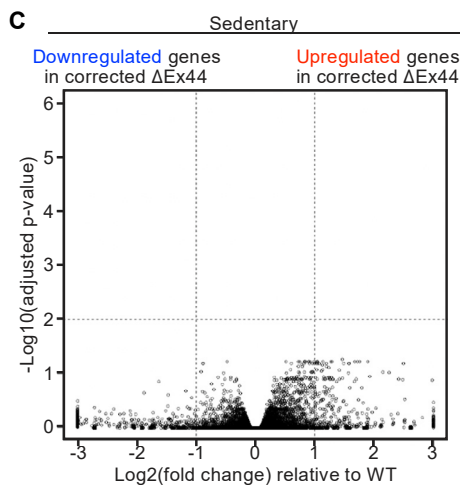 C
Sedentary
Downregulated genes
in corrected ΔEx44
Upregulated genes
in corrected ΔEx44
-Log10(adjusted p-value)
6
5
4
3
2
1
0
-3 -2 -1 0 1 2 3
Log2(fold change) relative to WT